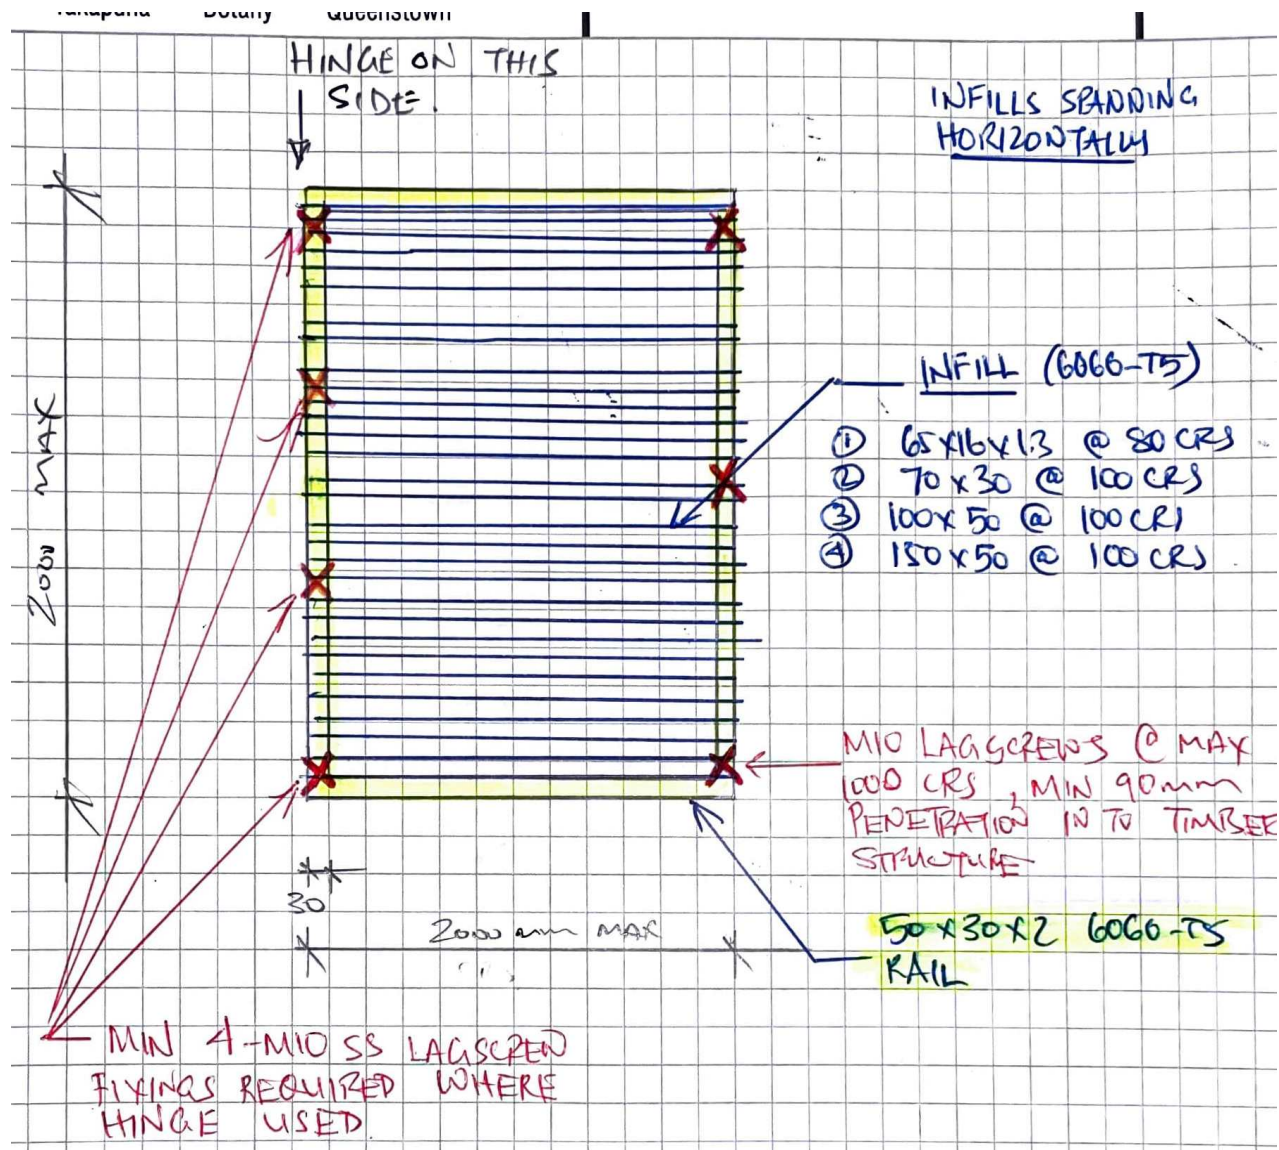 Takapuna Botany Queenstown
HINGE ON THIS
SIDE.
INFILLS SPANNING
HORIZONTALLY
2000 MAX
INFILL (6060-T5)
① 65x16x1.3 @ 80 CRS
② 70x30 @ 100 CRS
③ 100x50 @ 100 CRS
④ 150x50 @ 100 CRS
M10 LAGSCREWS @ MAX
1000 CRS, MIN 90mm
PENETRATION IN TO TIMBER
STRUCTURE
30
2000 mm MAX
50x30x2 6060-T5
RAIL
MIN 4-M10 SS LAGSCREW
FIXINGS REQUIRED WHERE
HINGE USED